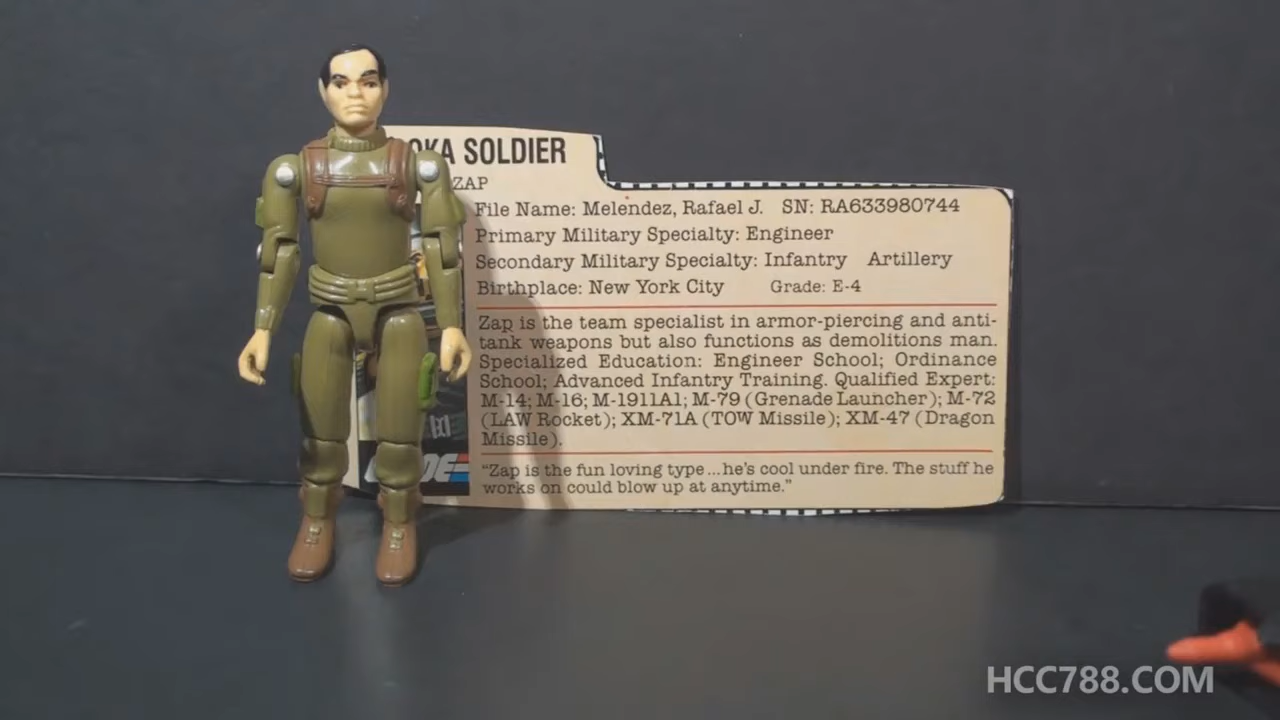 OKA SOLDIER
ZAP
File Name: Melendez, Rafael J. SN: RA633980744
Primary Military Specialty: Engineer
Secondary Military Specialty: Infantry Artillery
Birthplace: New York City Grade: E-4
Zap is the team specialist in armor-piercing and anti-
tank weapons but also functions as demolitions man.
Specialized Education: Engineer School; Ordinance
School; Advanced Infantry Training. Qualified Expert:
M-14; M-16; M-1911A1; M-79 (Grenade Launcher); M-72
(LAW Rocket); XM-71A (TOW Missile); XM-47 (Dragon
Missile).
"Zap is the fun loving type...he's cool under fire. The stuff he
works on could blow up at anytime."
HCC788.COM